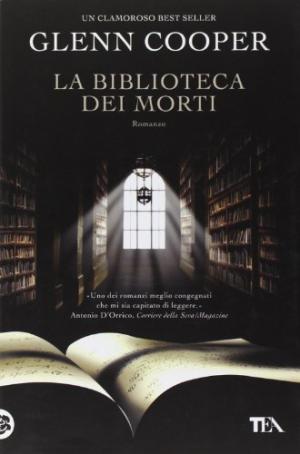 UN CLAMOROSO BEST SELLER
GLENN COOPER
LA BIBLIOTECA
DEI MORTI
Romanzo
«Uno dei romanzi meglio congegnati
che mi sia capitato di leggere.»
Antonio D'Orrico, Corriere della Sera/Magazine
TEA